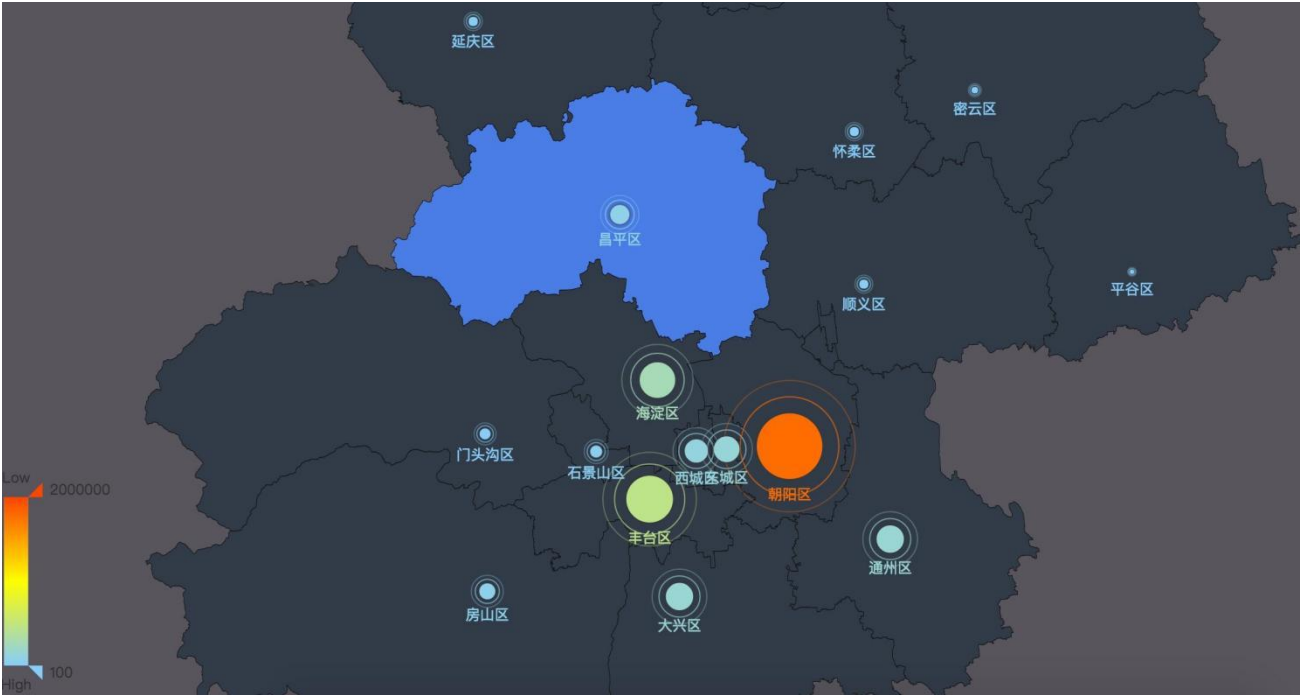 延庆区
密云区
怀柔区
昌平区
平谷区
顺义区
海淀区
门头沟区
石景山区
西城区
东城区
朝阳区
Low
2000000
丰台区
通州区
房山区
大兴区
100
High